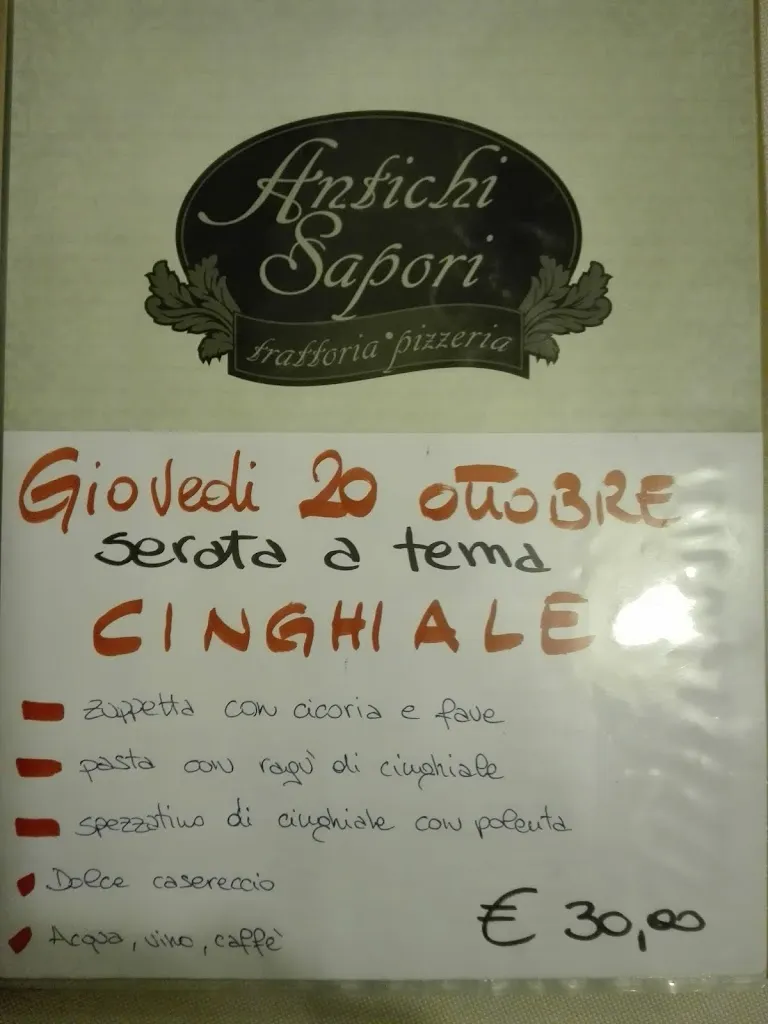 Antichi
Sapori
trattoria • pizzeria
Giovedì 20 ottoBRE
serata a tema
CINGHIALE
zuppetta con cicoria e fave
pasta con ragù di cinghiale
spezzatino di cinghiale con polenta
Dolce casereccio
Acqua, vino, caffè
€ 30,00